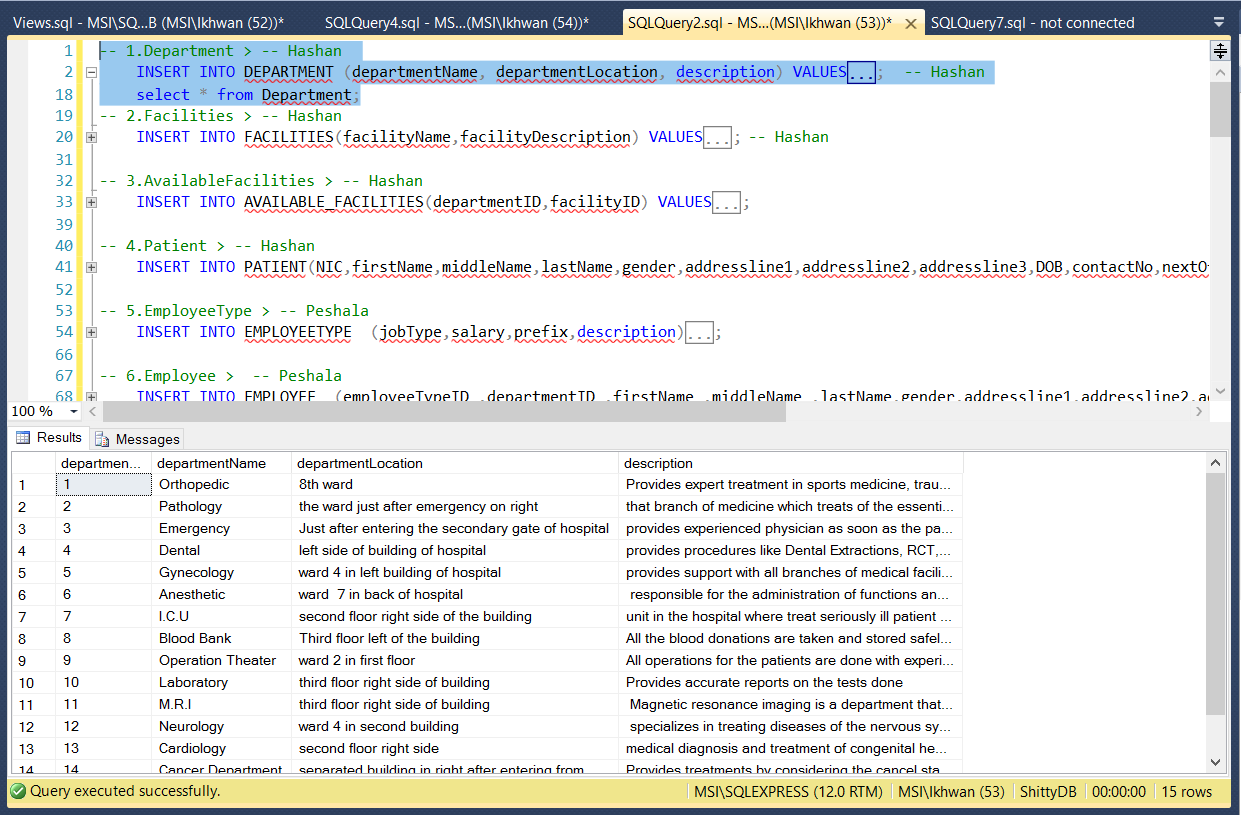 Views.sql - MSI\SQ...B (MSI\Ikhwan (52))* SQLQuery4.sql - MS...(MSI\Ikhwan (54))* SQLQuery2.sql - MS...(MSI\Ikhwan (53))* SQLQuery7.sql - not connected
1 -- 1.Department > -- Hashan
2 INSERT INTO DEPARTMENT (departmentName, departmentLocation, description) VALUES...; -- Hashan
18 select * from Department;
19 -- 2.Facilities > -- Hashan
20 INSERT INTO FACILITIES(facilityName,facilityDescription) VALUES...; -- Hashan
31
32 -- 3.AvailableFacilities > -- Hashan
33 INSERT INTO AVAILABLE_FACILITIES(departmentID,facilityID) VALUES...;
39
40 -- 4.Patient > -- Hashan
41 INSERT INTO PATIENT(NIC,firstName,middleName,lastName,gender,addressline1,addressline2,addressline3,DOB,contactNo,nextO
52
53 -- 5.EmployeeType > -- Peshala
54 INSERT INTO EMPLOYEETYPE (jobType,salary,prefix,description)...;
66
67 -- 6.Employee > -- Peshala
68 INSERT INTO EMPLOYEE (employeeTypeID ,departmentID ,firstName ,middleName ,lastName,gender,addressline1,addressline2,a
100 %
Results Messages
departmen... departmentName departmentLocation description
1 1 Orthopedic 8th ward Provides expert treatment in sports medicine, trau...
2 2 Pathology the ward just after emergency on right that branch of medicine which treats of the essenti...
3 3 Emergency Just after entering the secondary gate of hospital provides experienced physician as soon as the pa...
4 4 Dental left side of building of hospital provides procedures like Dental Extractions, RCT,...
5 5 Gynecology ward 4 in left building of hospital provides support with all branches of medical facili...
6 6 Anesthetic ward 7 in back of hospital responsible for the administration of functions an...
7 7 I.C.U second floor right side of the building unit in the hospital where treat seriously ill patient ...
8 8 Blood Bank Third floor left of the building All the blood donations are taken and stored safel...
9 9 Operation Theater ward 2 in first floor All operations for the patients are done with experi...
10 10 Laboratory third floor right side of building Provides accurate reports on the tests done
11 11 M.R.I third floor right side of building Magnetic resonance imaging is a department that...
12 12 Neurology ward 4 in second building specializes in treating diseases of the nervous sy...
13 13 Cardiology second floor right side medical diagnosis and treatment of congenital he...
14 14 Cancer Department separated building in right after entering from Provides treatments by considering the cancel sta
Query executed successfully. MSI\SQLEXPRESS (12.0 RTM) MSI\Ikhwan (53) ShittyDB 00:00:00 15 rows